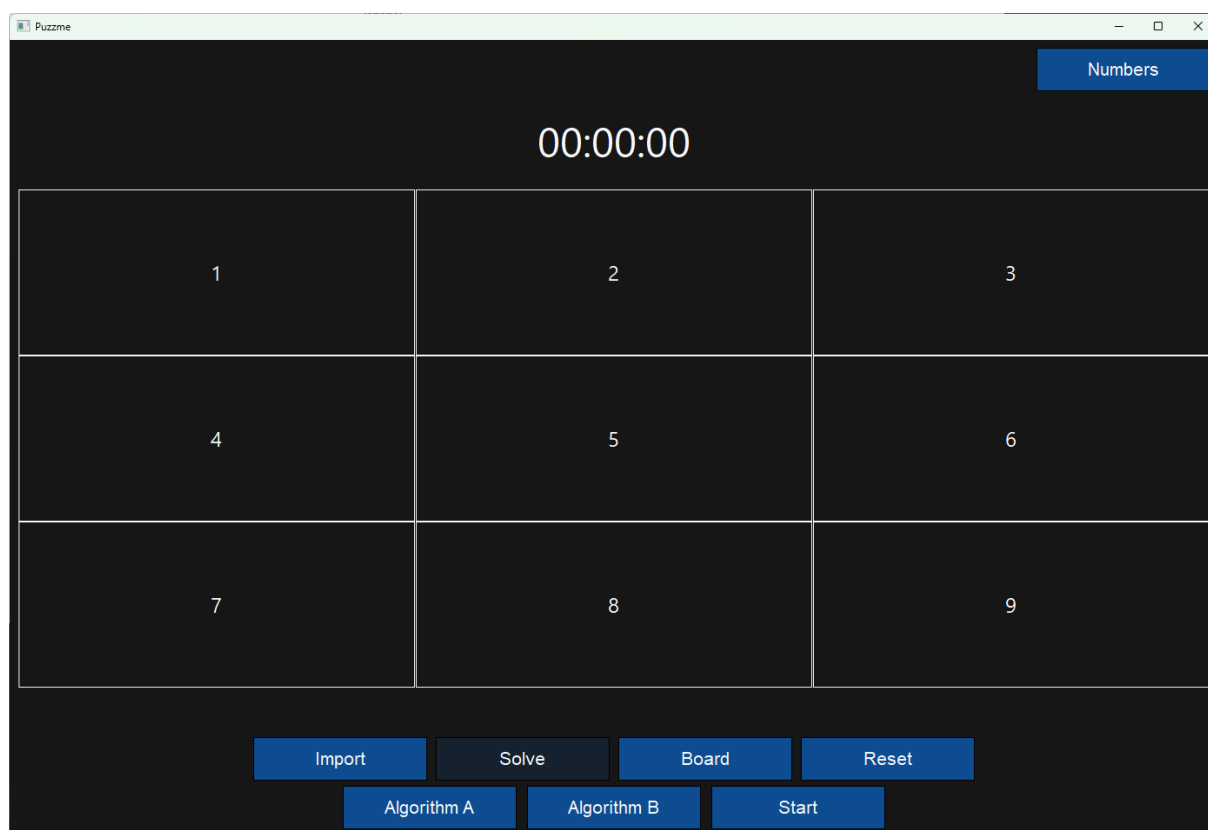 Puzzme
Numbers
00:00:00
1 2 3
4 5 6
7 8 9
Import Solve Board Reset
Algorithm A Algorithm B Start